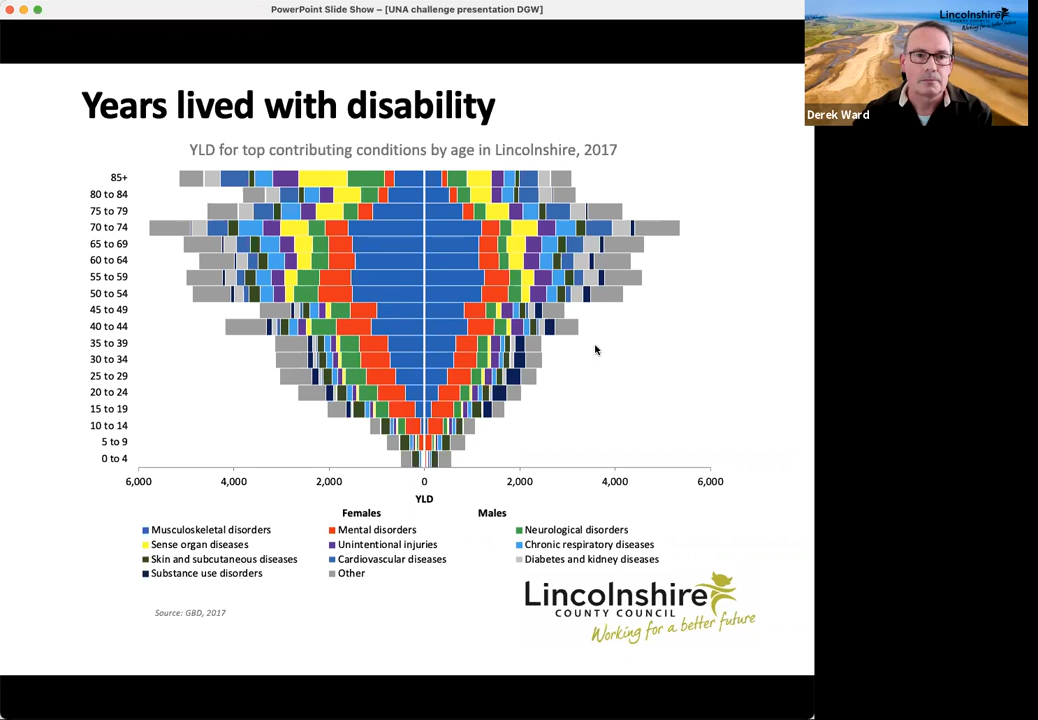 PowerPoint Slide Show – [UNA challenge presentation DGW]
Lincolnshire
COUNTY COUNCIL
Working for a better future
Derek Ward
Years lived with disability
YLD for top contributing conditions by age in Lincolnshire, 2017
85+
80 to 84
75 to 79
70 to 74
65 to 69
60 to 64
55 to 59
50 to 54
45 to 49
40 to 44
35 to 39
30 to 34
25 to 29
20 to 24
15 to 19
10 to 14
5 to 9
0 to 4
6,000 4,000 2,000 0 2,000 4,000 6,000
YLD
Females Males
Musculoskeletal disorders Mental disorders Neurological disorders
Sense organ diseases Unintentional injuries Chronic respiratory diseases
Skin and subcutaneous diseases Cardiovascular diseases Diabetes and kidney diseases
Substance use disorders Other
Source: GBD, 2017
Lincolnshire
COUNTY COUNCIL
Working for a better future